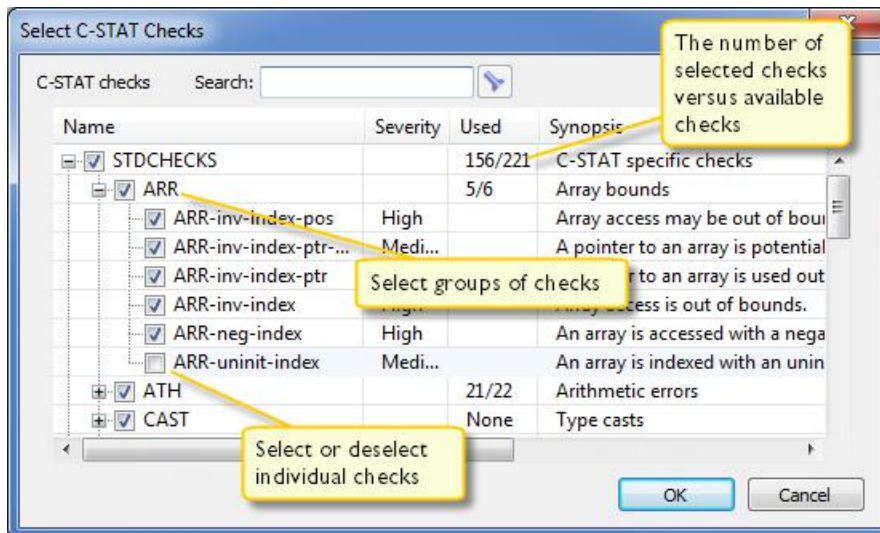 Select C-STAT Checks
The number of
selected checks
versus available
checks
C-STAT checks Search:
Name Severity Used Synopsis
STDCHECKS 156/221 C-STAT specific checks
ARR 5/6 Array bounds
ARR-inv-index-pos High Array access may be out of bou
ARR-inv-index-ptr-... Medi... A pointer to an array is potential
ARR-inv-index-ptr to an array is used out
Select groups of checks
ARR-inv-index access is out of bounds.
ARR-neg-index High An array is accessed with a nega
ARR-uninit-index Medi... An array is indexed with an unin
ATH 21/22 Arithmetic errors
CAST None Type casts
Select or deselect
individual checks
OK Cancel